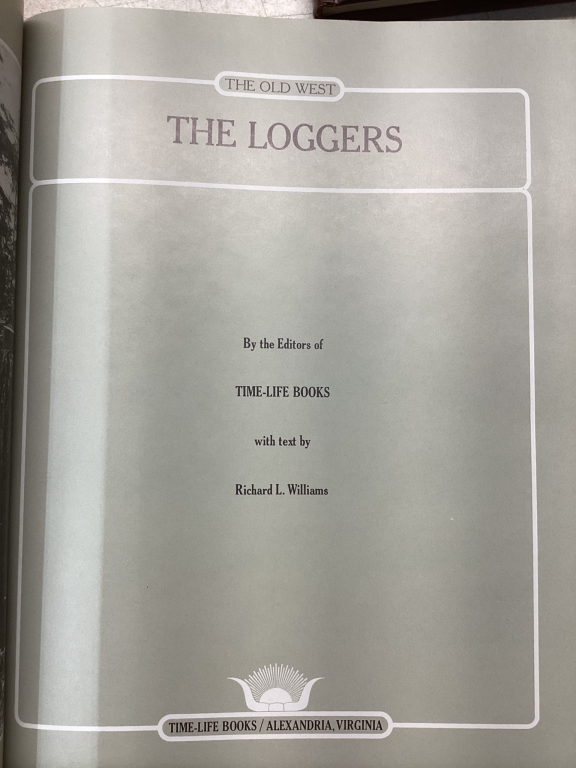 THE OLD WEST
THE LOGGERS
By the Editors of
TIME-LIFE BOOKS
with text by
Richard L. Williams
TIME-LIFE BOOKS / ALEXANDRIA, VIRGINIA